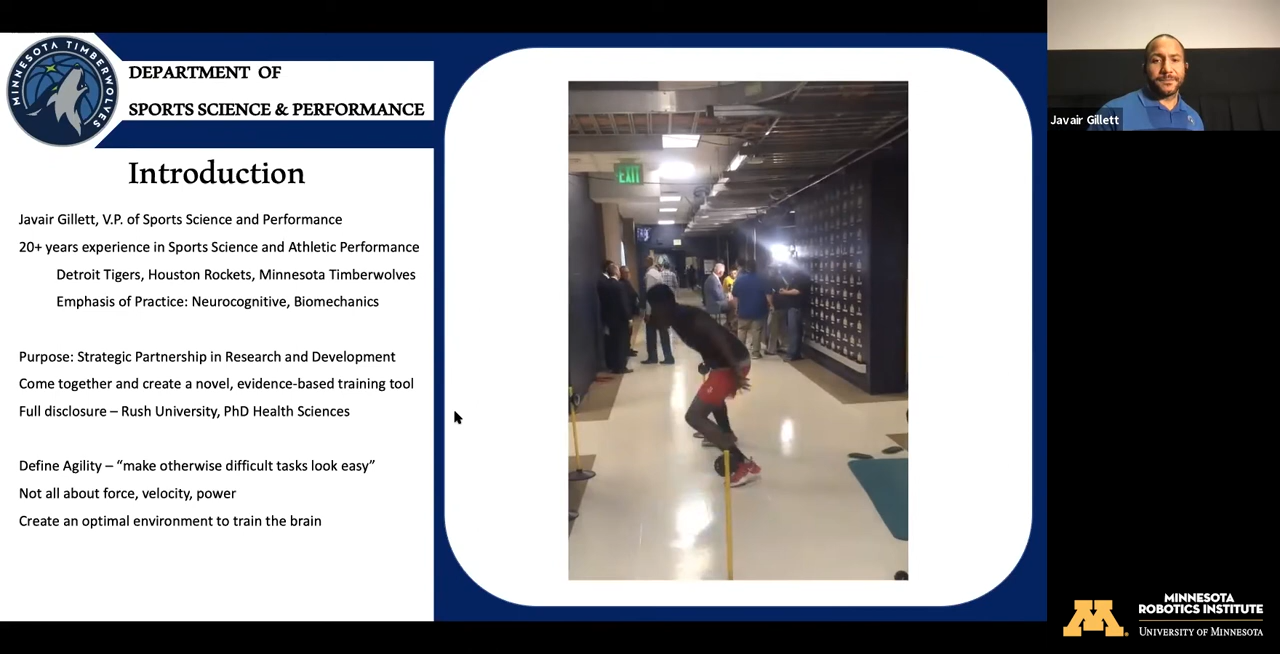 MINNESOTA TIMBERWOLVES
DEPARTMENT OF
SPORTS SCIENCE & PERFORMANCE
Introduction
Javair Gillett, V.P. of Sports Science and Performance
20+ years experience in Sports Science and Athletic Performance
Detroit Tigers, Houston Rockets, Minnesota Timberwolves
Emphasis of Practice: Neurocognitive, Biomechanics
Purpose: Strategic Partnership in Research and Development
Come together and create a novel, evidence-based training tool
Full disclosure – Rush University, PhD Health Sciences
Define Agility – “make otherwise difficult tasks look easy”
Not all about force, velocity, power
Create an optimal environment to train the brain
EXIT
Javair Gillett
M
MINNESOTA
ROBOTICS INSTITUTE
UNIVERSITY OF MINNESOTA